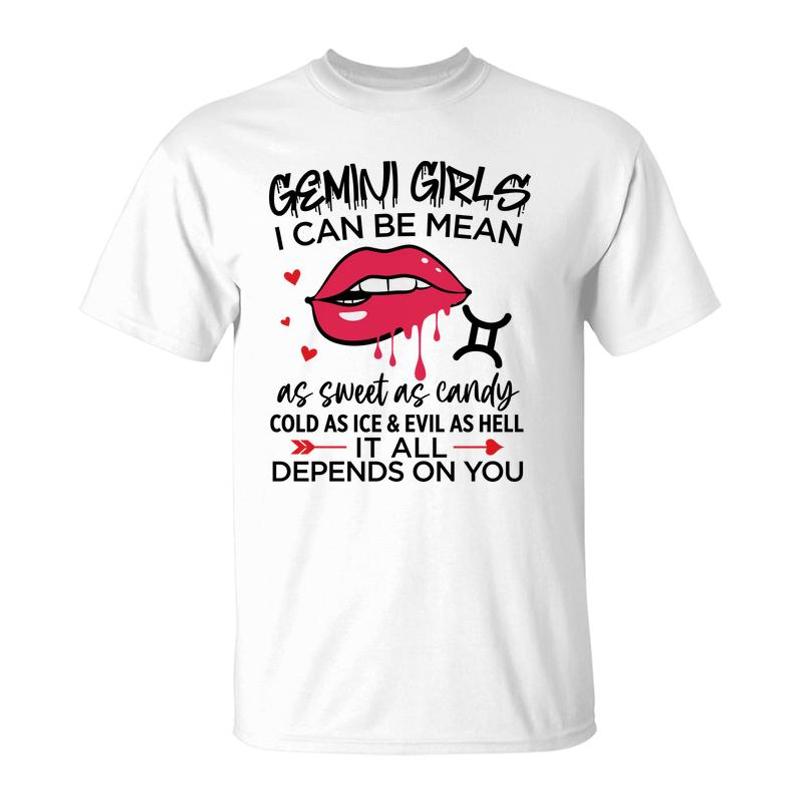 GEMINI GIRLS
I CAN BE MEAN
as sweet as candy
COLD AS ICE & EVIL AS HELL
IT ALL
DEPENDS ON YOU